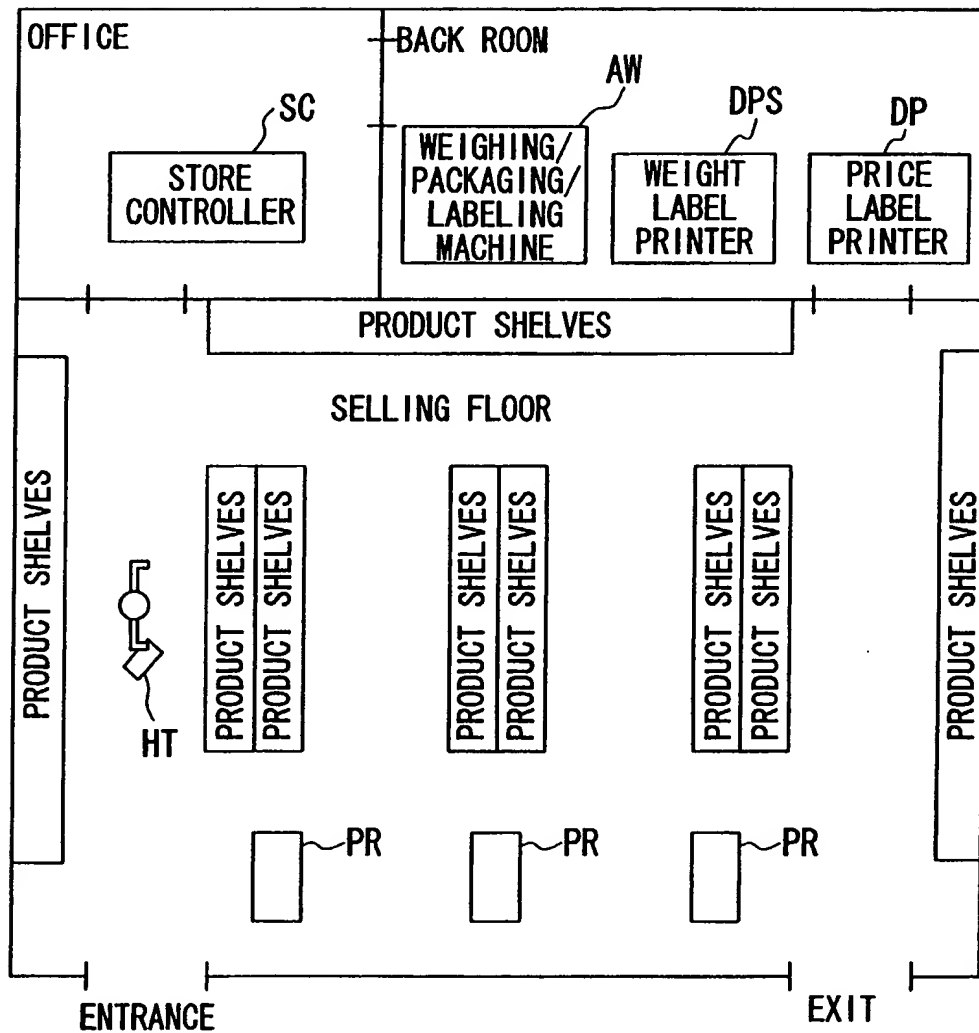 OFFICE
BACK ROOM
SC
AW
DPS
DP
STORE
CONTROLLER
WEIGHING/
PACKAGING/
LABELING
MACHINE
WEIGHT
LABEL
PRINTER
PRICE
LABEL
PRINTER
PRODUCT SHELVES
SELLING FLOOR
PRODUCT SHELVES
HT
PRODUCT SHELVES
PRODUCT SHELVES
PRODUCT SHELVES
PRODUCT SHELVES
PRODUCT SHELVES
PRODUCT SHELVES
PRODUCT SHELVES
PR
PR
PR
ENTRANCE
EXIT